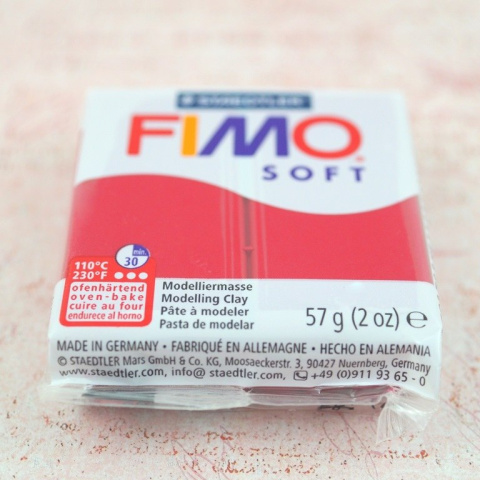 STAEDTLER
FIMO
SOFT
min
30
110°C
230°F
ofenhärtend
oven-bake
cuire au four
endurece al horno
Modelliermasse
Modelling Clay
Pâte à modeler
Pasta de modelar
57 g (2 oz) ℮
MADE IN GERMANY • FABRIQUÉ EN ALLEMAGNE • HECHO EN ALEMANIA
© STAEDTLER Mars GmbH & Co. KG, Moosaeckerstr. 3, 90427 Nuernberg, Germany
www.staedtler.com, info@ staedtler.com, +49 (0)911 93 65 - 0